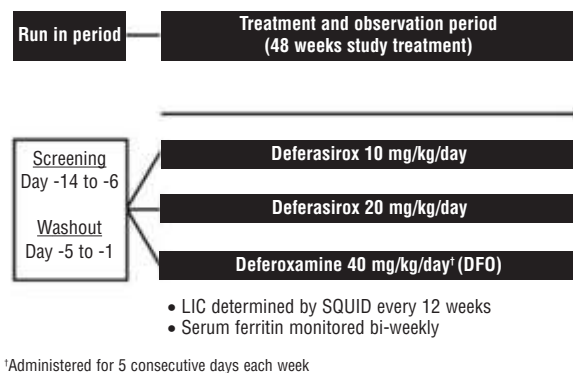 Run in period
Treatment and observation period
(48 weeks study treatment)
Screening
Day -14 to -6
Washout
Day -5 to -1
Deferasirox 10 mg/kg/day
Deferasirox 20 mg/kg/day
Deferoxamine 40 mg/kg/day† (DFO)
• LIC determined by SQUID every 12 weeks
• Serum ferritin monitored bi-weekly
†Administered for 5 consecutive days each week